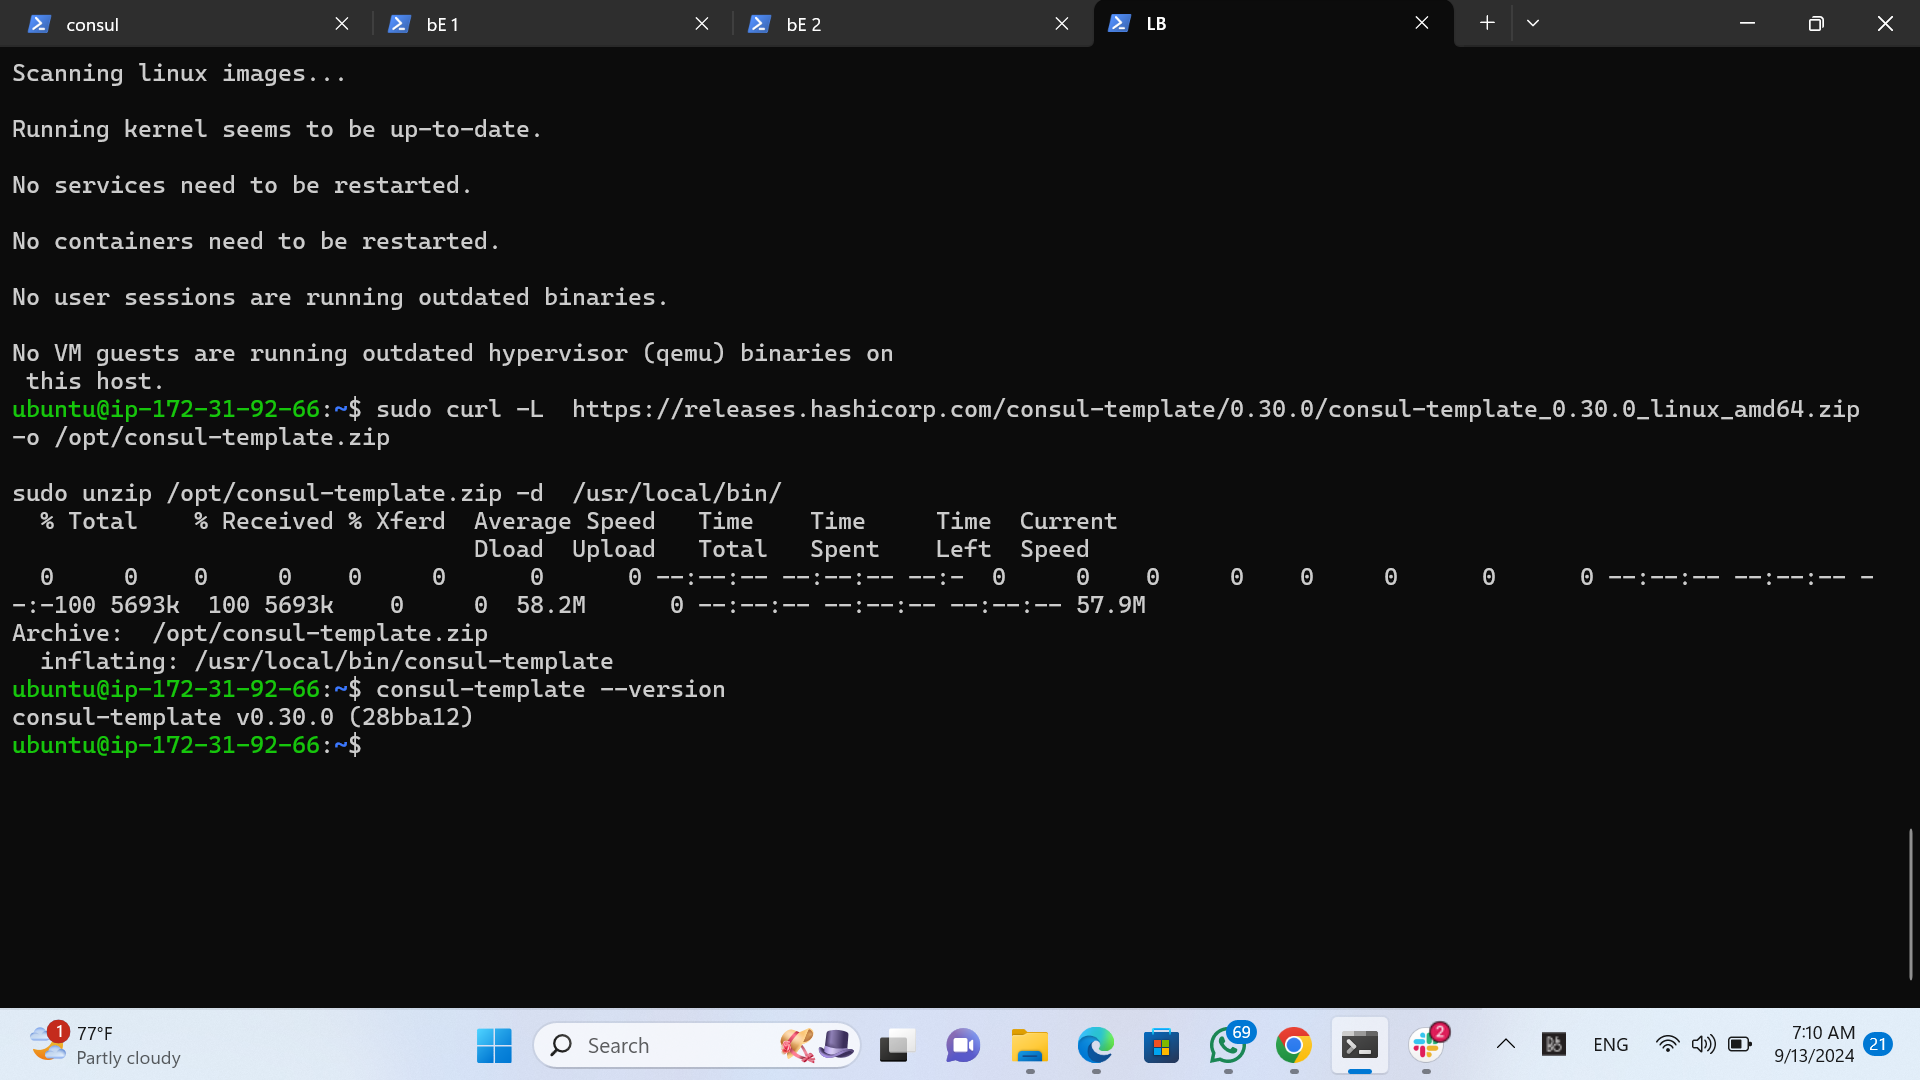 consul
bE 1
bE 2
LB
Scanning linux images...
Running kernel seems to be up-to-date.
No services need to be restarted.
No containers need to be restarted.
No user sessions are running outdated binaries.
No VM guests are running outdated hypervisor (qemu) binaries on
 this host.
ubuntu@ip-172-31-92-66:~$ sudo curl -L  https://releases.hashicorp.com/consul-template/0.30.0/consul-template_0.30.0_linux_amd64.zip
-o /opt/consul-template.zip
sudo unzip /opt/consul-template.zip -d  /usr/local/bin/
  % Total    % Received % Xferd  Average Speed   Time    Time     Time  Current
                                 Dload  Upload   Total   Spent    Left  Speed
  0     0    0     0    0     0      0      0 --:--:-- --:--:-- --:-  0     0    0     0    0     0      0      0 --:--:-- --:--:-- -
-:-100 5693k  100 5693k    0     0  58.2M      0 --:--:-- --:--:-- --:--:-- 57.9M
Archive:  /opt/consul-template.zip
  inflating: /usr/local/bin/consul-template
ubuntu@ip-172-31-92-66:~$ consul-template --version
consul-template v0.30.0 (28bba12)
ubuntu@ip-172-31-92-66:~$
1
77°F
Partly cloudy
Search
69
2
ENG
7:10 AM
9/13/2024
21